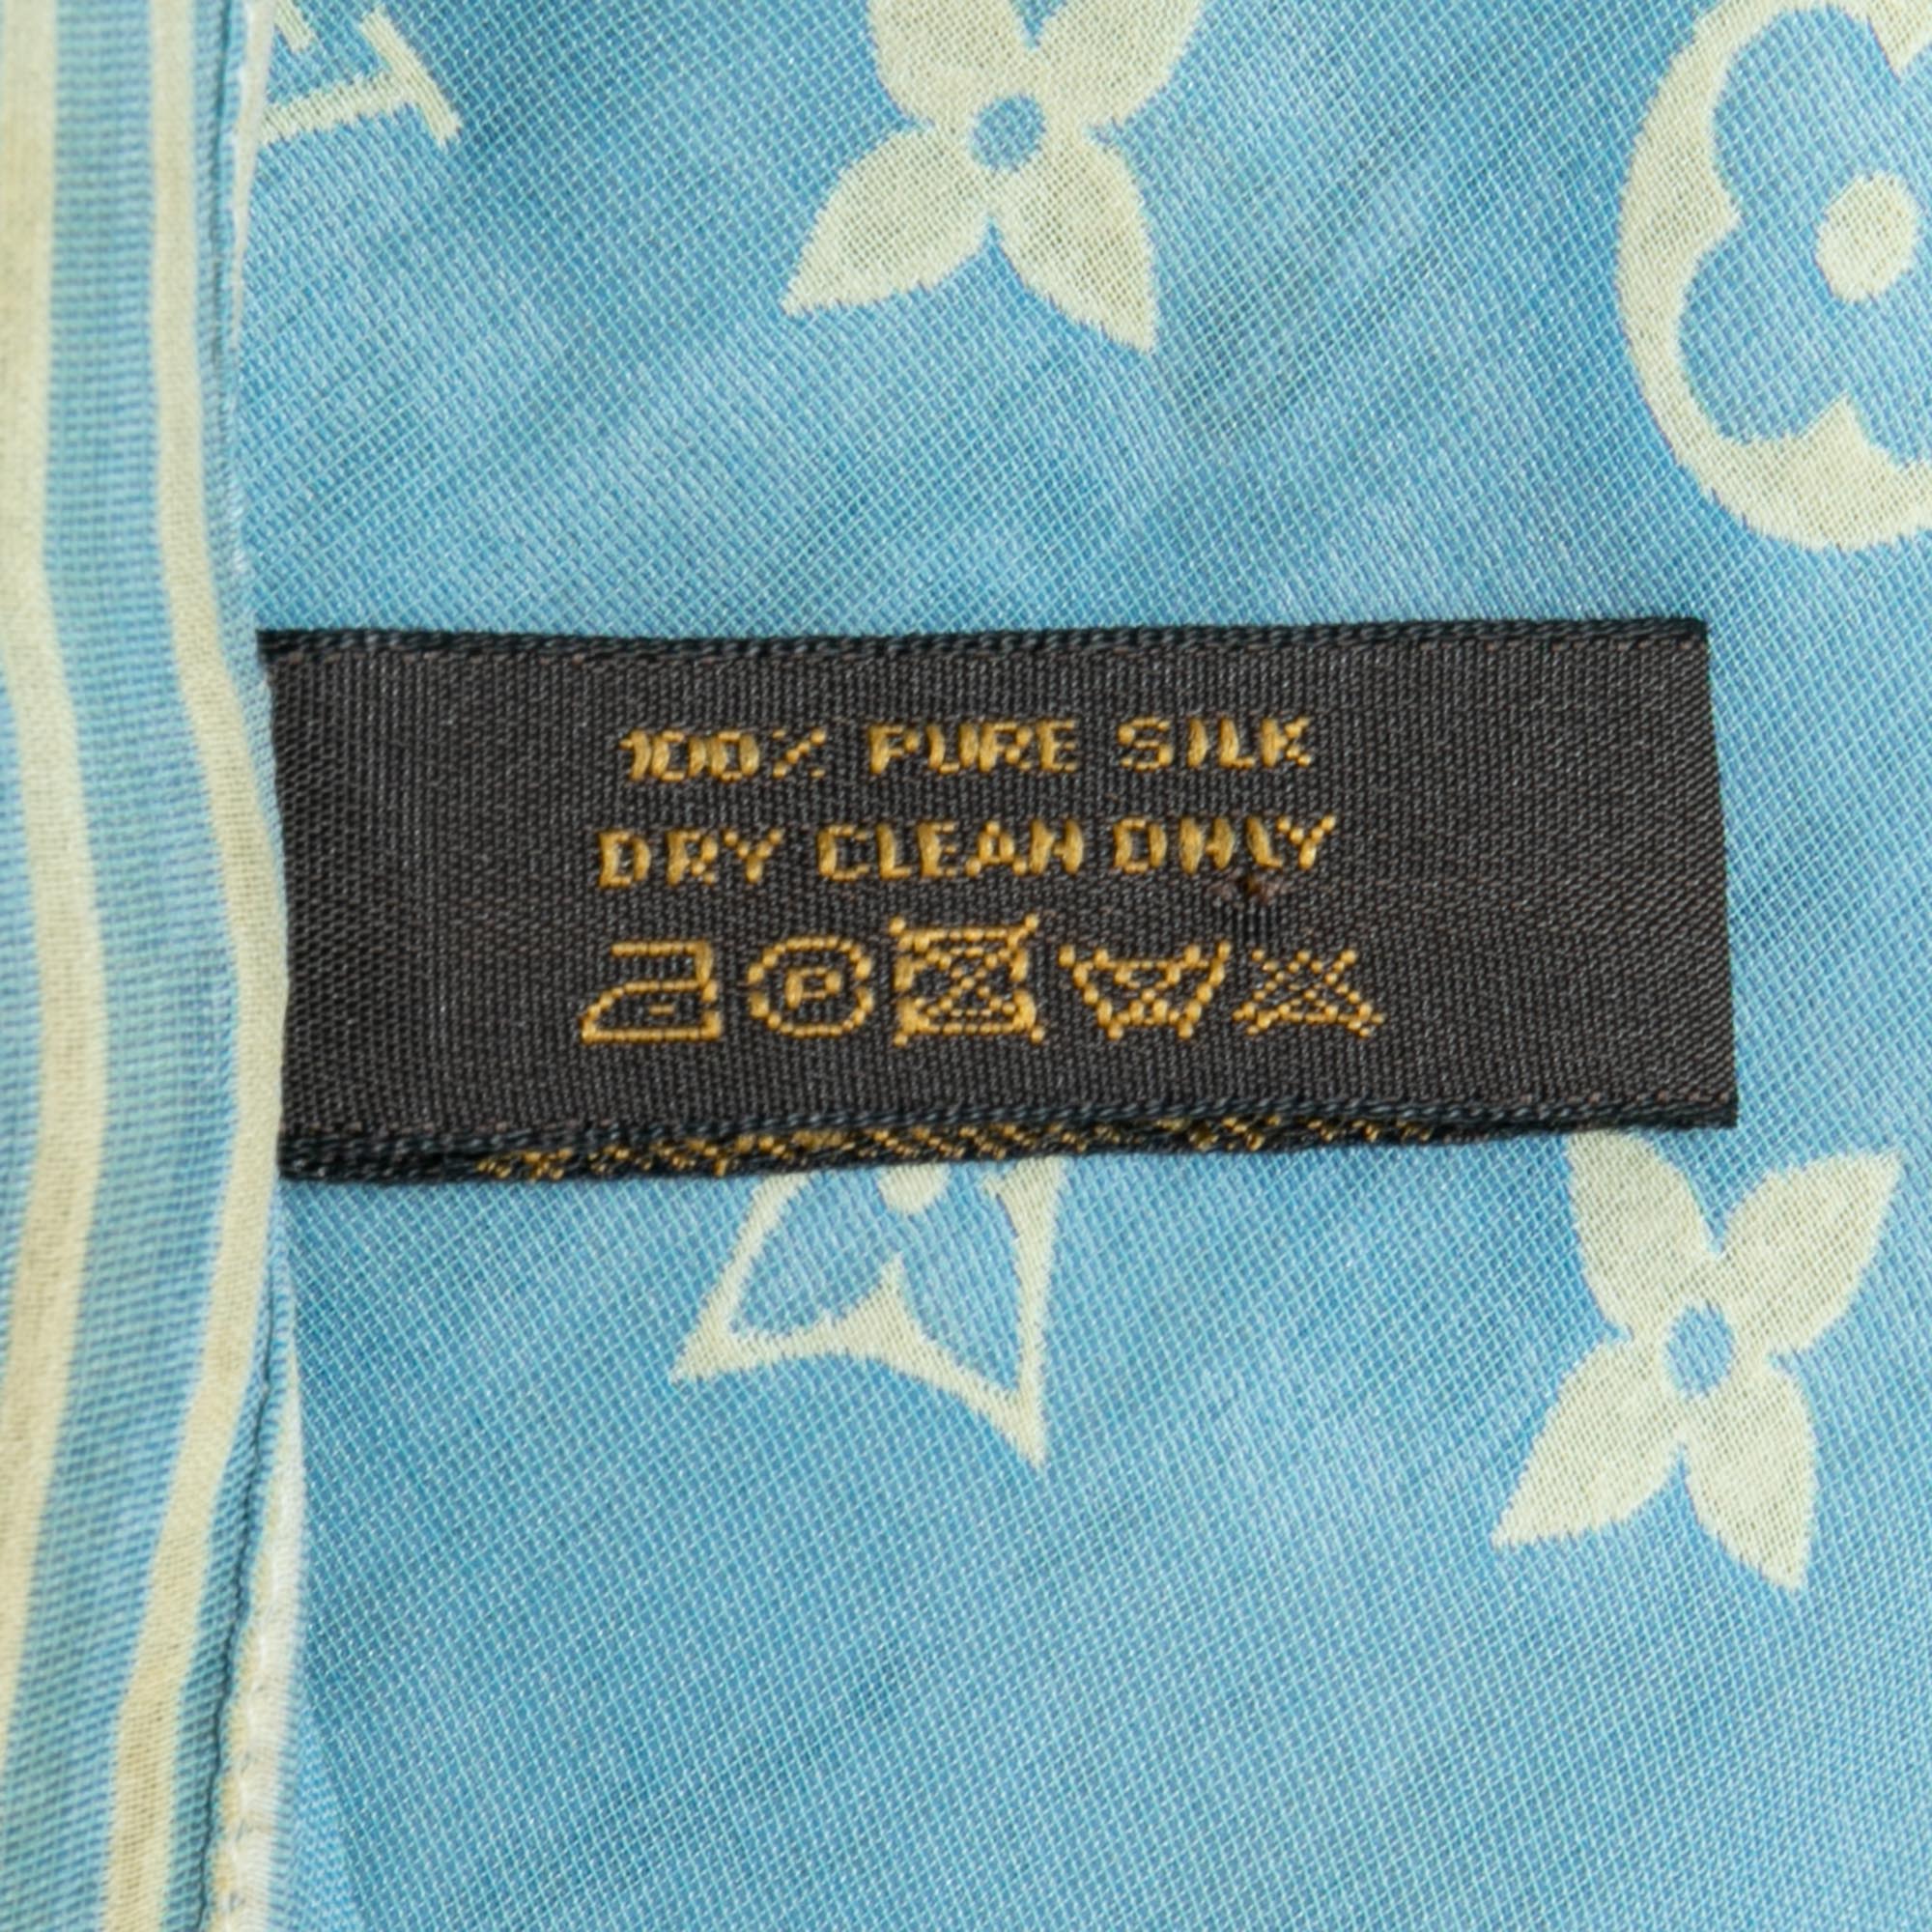 100% PURE SILK
DRY CLEAN ONLY
P